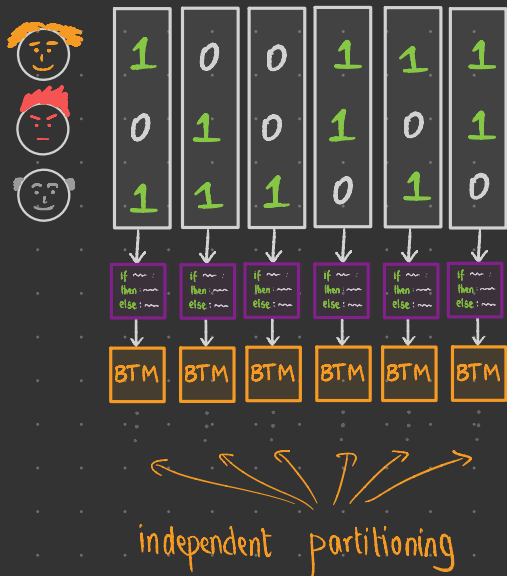 1 0 0 1 1 1
0 1 0 1 0 1
1 1 1 0 1 0
if : if : if : if : if : if :
then: then: then: then: then: then:
else: else: else: else: else: else:
BTM BTM BTM BTM BTM BTM
independent partitioning